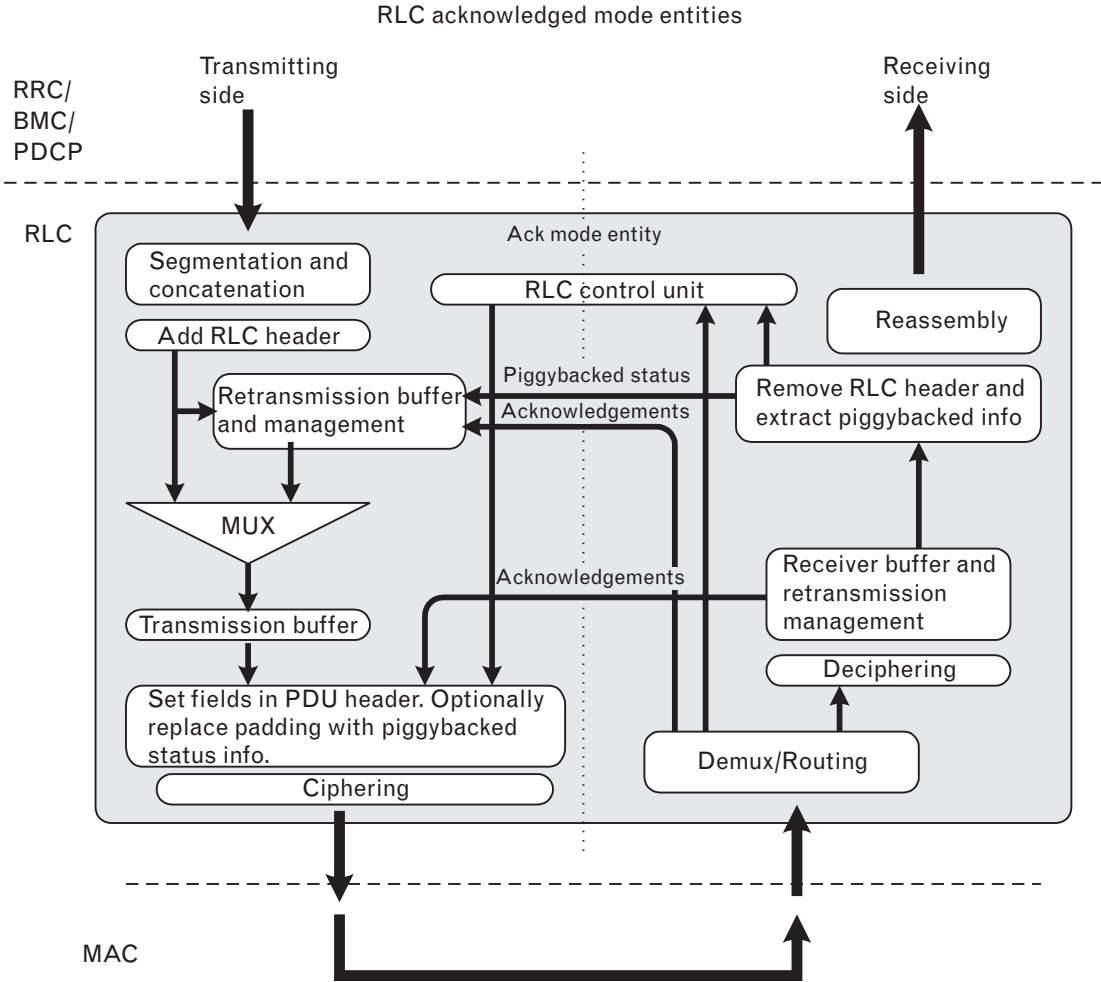 RLC acknowledged mode entities
Transmitting
side
Receiving
side
RRC/
BMC/
PDCP
RLC
Ack mode entity
Segmentation and
concatenation
RLC control unit
Add RLC header
Reassembly
Piggybacked status
Retransmission buffer
and management
Remove RLC header and
extract piggybacked info
Acknowledgements
MUX
Acknowledgements
Receiver buffer and
retransmission
management
Transmission buffer
Deciphering
Set fields in PDU header. Optionally
replace padding with piggybacked
status info.
Demux/Routing
Ciphering
MAC